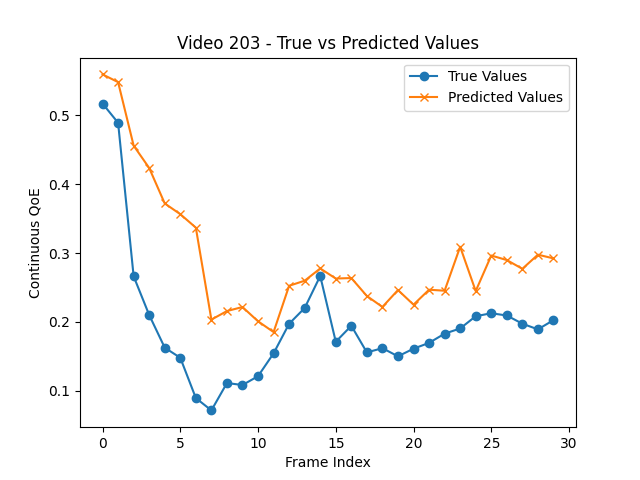 Video 203 - True vs Predicted Values
True Values
Predicted Values
Continuous QoE
0.5
0.4
0.3
0.2
0.1
0 5 10 15 20 25 30
Frame Index